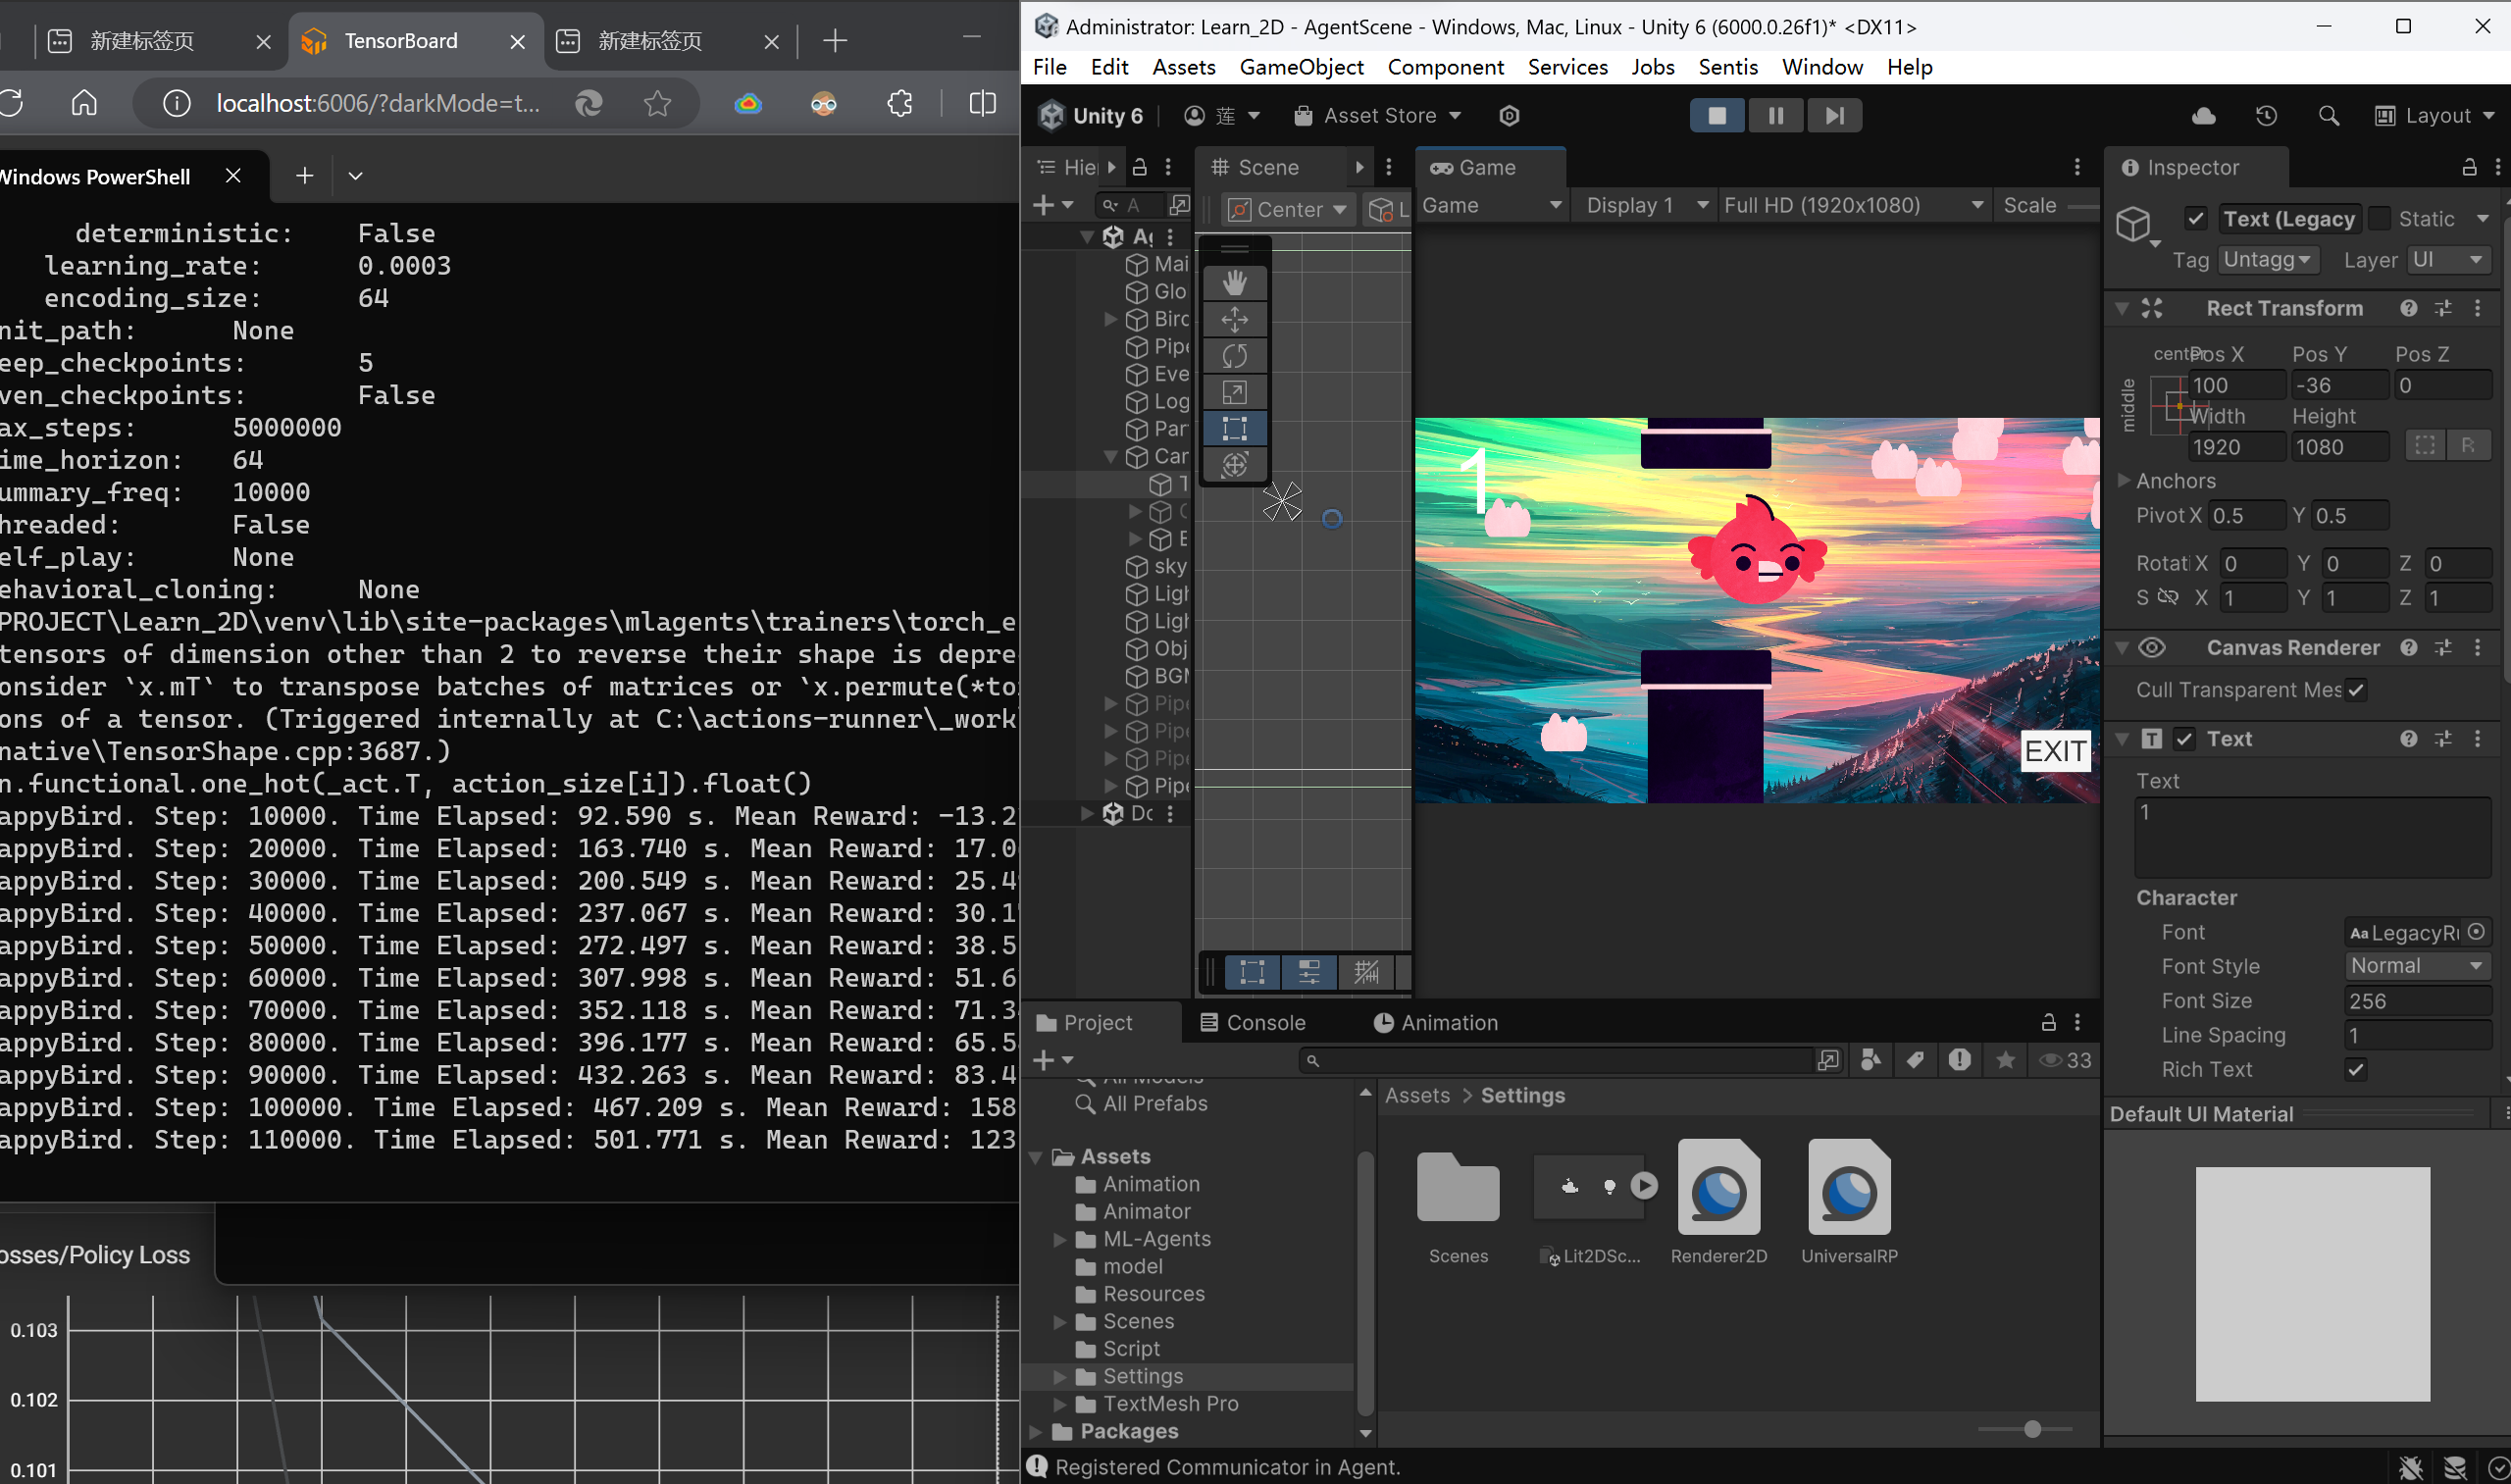 新建标签页
TensorBoard
新建标签页
localhost:6006/?darkMode=t...
Windows PowerShell
deterministic: False
learning_rate: 0.0003
encoding_size: 64
nit_path: None
eep_checkpoints: 5
ven_checkpoints: False
ax_steps: 5000000
ime_horizon: 64
ummary_freq: 10000
hreaded: False
elf_play: None
ehavioral_cloning: None
PROJECT\Learn_2D\venv\lib\site-packages\mlagents\trainers\torch_e
tensors of dimension other than 2 to reverse their shape is depre
onsider `x.mT` to transpose batches of matrices or `x.permute(*to
ons of a tensor. (Triggered internally at C:\actions-runner\_work
native\TensorShape.cpp:3687.)
n.functional.one_hot(_act.T, action_size[i]).float()
appyBird. Step: 10000. Time Elapsed: 92.590 s. Mean Reward: -13.2
appyBird. Step: 20000. Time Elapsed: 163.740 s. Mean Reward: 17.0
appyBird. Step: 30000. Time Elapsed: 200.549 s. Mean Reward: 25.4
appyBird. Step: 40000. Time Elapsed: 237.067 s. Mean Reward: 30.1
appyBird. Step: 50000. Time Elapsed: 272.497 s. Mean Reward: 38.5
appyBird. Step: 60000. Time Elapsed: 307.998 s. Mean Reward: 51.6
appyBird. Step: 70000. Time Elapsed: 352.118 s. Mean Reward: 71.3
appyBird. Step: 80000. Time Elapsed: 396.177 s. Mean Reward: 65.5
appyBird. Step: 90000. Time Elapsed: 432.263 s. Mean Reward: 83.4
appyBird. Step: 100000. Time Elapsed: 467.209 s. Mean Reward: 158
appyBird. Step: 110000. Time Elapsed: 501.771 s. Mean Reward: 123
osses/Policy Loss
0.103
0.102
0.101
Administrator: Learn_2D - AgentScene - Windows, Mac, Linux - Unity 6 (6000.0.26f1)* <DX11>
File Edit Assets GameObject Component Services Jobs Sentis Window Help
Unity 6 莲 Asset Store Layout
Hie
A
Ag
Mai
Glo
Birc
Pipe
Eve
Log
Par
Car
T
E
sky
Ligh
Ligh
Obj
BGM
Pipe
Pipe
Pipe
Pipe
Dc
Scene
Center L
Game
Game Display 1 Full HD (1920x1080) Scale
1
EXIT
Inspector
Text (Legacy Static
Tag Untagg Layer UI
Rect Transform
center Pos X Pos Y Pos Z
middle
100 -36 0
Width Height
1920 1080
R
Anchors
Pivot X 0.5 Y 0.5
Rotati X 0 Y 0 Z 0
S X 1 Y 1 Z 1
Canvas Renderer
Cull Transparent Mes
Text
Text
1
Character
Font LegacyRu
Font Style Normal
Font Size 256
Line Spacing 1
Rich Text
Default UI Material
Project Console Animation
33
All Models
All Prefabs
Assets
Animation
Animator
ML-Agents
model
Resources
Scenes
Script
Settings
TextMesh Pro
Packages
Assets > Settings
Scenes
Lit2DSc...
Renderer2D
UniversalRP
Registered Communicator in Agent.